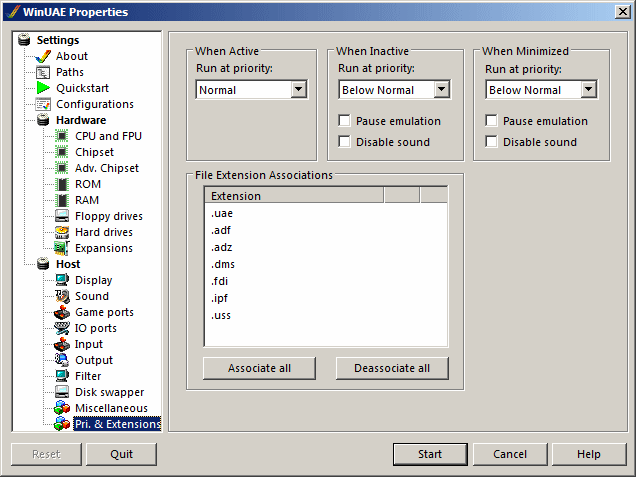 WinUAE Properties
Settings
About
Paths
Quickstart
Configurations
Hardware
CPU and FPU
Chipset
Adv. Chipset
ROM
RAM
Floppy drives
Hard drives
Expansions
Host
Display
Sound
Game ports
IO ports
Input
Output
Filter
Disk swapper
Miscellaneous
Pri. & Extensions
When Active
Run at priority:
Normal
When Inactive
Run at priority:
Below Normal
Pause emulation
Disable sound
When Minimized
Run at priority:
Below Normal
Pause emulation
Disable sound
File Extension Associations
Extension
.uae
.adf
.adz
.dms
.fdi
.ipf
.uss
Associate all
Deassociate all
Reset
Quit
Start
Cancel
Help